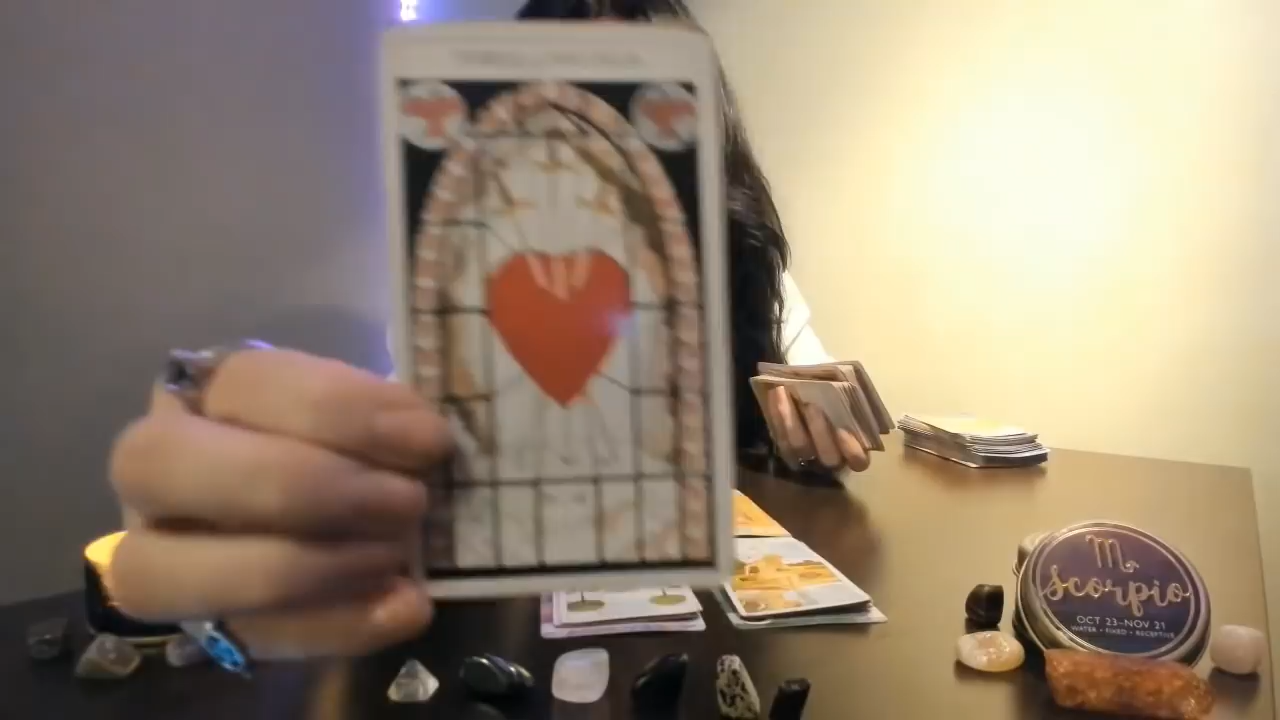 scorpio
OCT 23-NOV 21
WATER • FIXED • RECEPTIVE